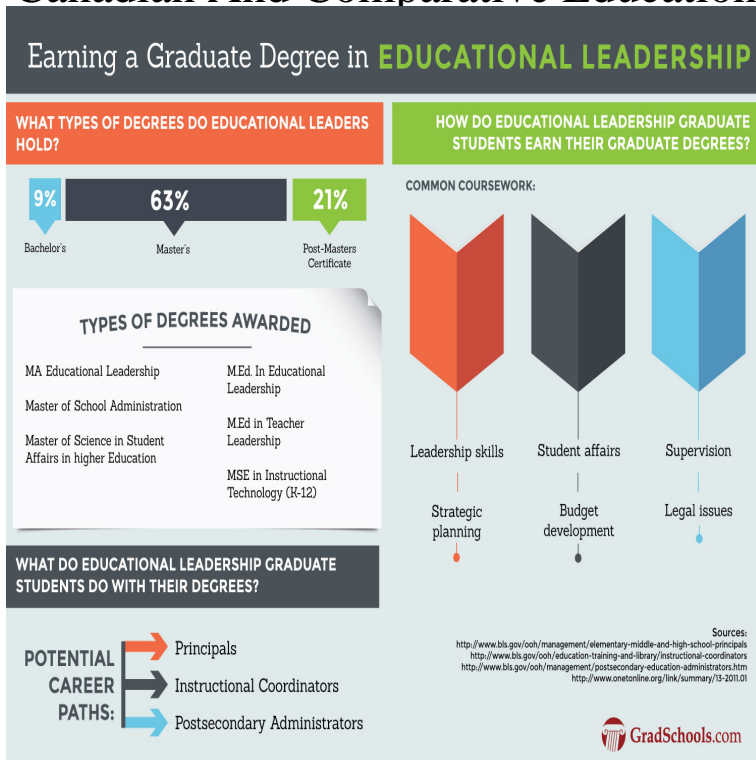 Canadian And Comparative Education
Earning a Graduate Degree in EDUCATIONAL LEADERSHIP
WHAT TYPES OF DEGREES DO EDUCATIONAL LEADERS
HOLD?
9%
63%
21%
Bachelor's
Master's
Post-Masters
Certificate
TYPES OF DEGREES AWARDED
MA Educational Leadership
Master of School Administration
Master of Science in Student
Affairs in higher Education
M.Ed. In Educational
Leadership
M.Ed in Teacher
Leadership
MSE in Instructional
Technology (K-12)
WHAT DO EDUCATIONAL LEADERSHIP GRADUATE
STUDENTS DO WITH THEIR DEGREES?
POTENTIAL
CAREER
PATHS:
Principals
Instructional Coordinators
Postsecondary Administrators
HOW DO EDUCATIONAL LEADERSHIP GRADUATE
STUDENTS EARN THEIR GRADUATE DEGREES?
COMMON COURSEWORK:
Leadership skills
Strategic
planning
Student affairs
Budget
development
Supervision
Legal issues
Sources:
http://www.bls.gov/ooh/management/elementary-middle-and-high-school-principals
http://www.bls.gov/ooh/education-training-and-library/instructional-coordinators
http://www.bls.gov/ooh/management/postsecondary-education-administrators.htm
http://www.onetonline.org/link/summary/13-2011.01
GradSchools.com